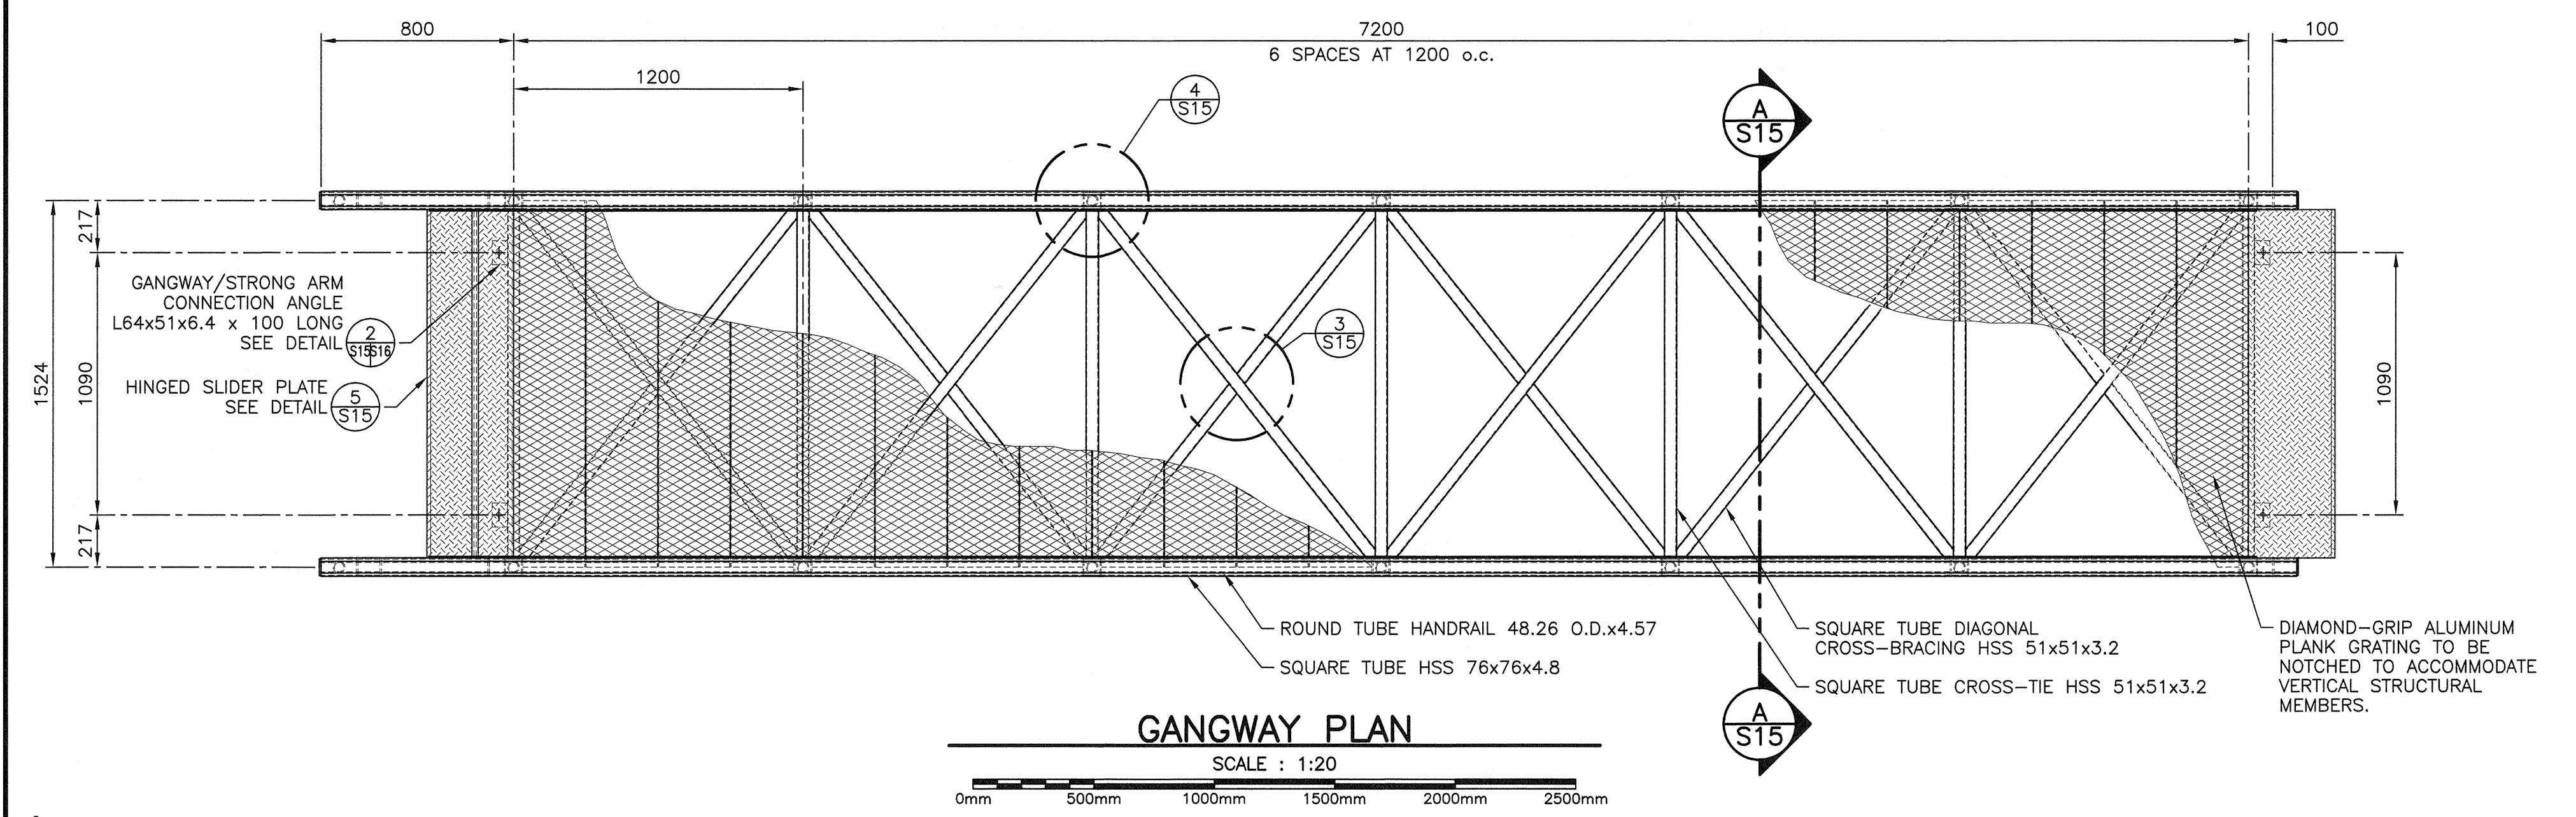 800
7200
100
6 SPACES AT 1200 o.c.
1200
4
S15
A
S15
217
1090
217
1524
GANGWAY/STRONG ARM
CONNECTION ANGLE
L64x51x6.4 x 100 LONG
SEE DETAIL
2
S15 S16
HINGED SLIDER PLATE
SEE DETAIL
5
S15
3
S15
1090
ROUND TUBE HANDRAIL 48.26 O.D.x4.57
SQUARE TUBE HSS 76x76x4.8
SQUARE TUBE DIAGONAL
CROSS-BRACING HSS 51x51x3.2
SQUARE TUBE CROSS-TIE HSS 51x51x3.2
DIAMOND-GRIP ALUMINUM
PLANK GRATING TO BE
NOTCHED TO ACCOMMODATE
VERTICAL STRUCTURAL
MEMBERS.
A
S15
GANGWAY PLAN
SCALE : 1:20
0mm 500mm 1000mm 1500mm 2000mm 2500mm